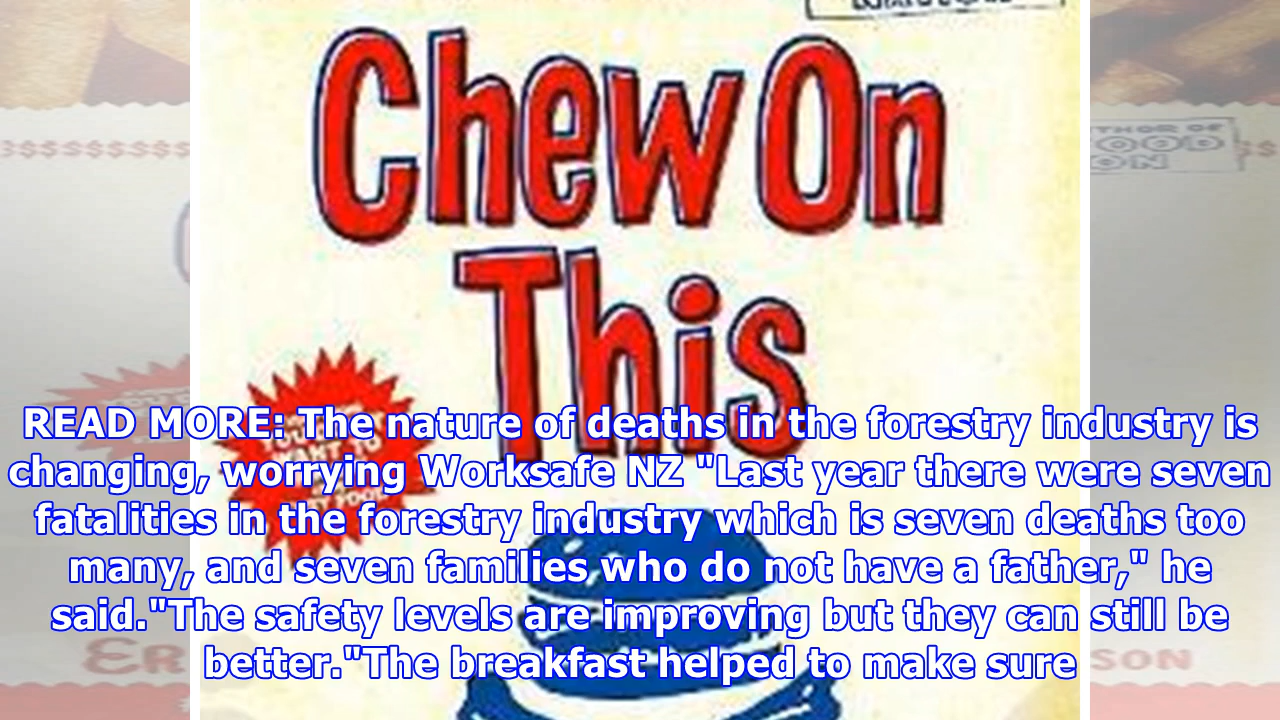 Chew On
This
READ MORE: The nature of deaths in the forestry industry is
changing, worrying Worksafe NZ "Last year there were seven
fatalities in the forestry industry which is seven deaths too
many, and seven families who do not have a father," he
said."The safety levels are improving but they can still be
better."The breakfast helped to make sure